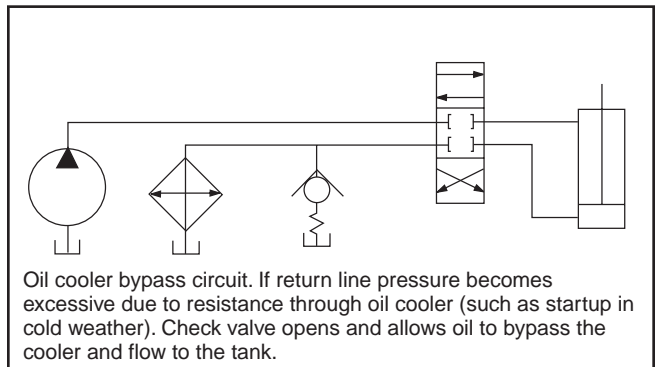 Oil cooler bypass circuit. If return line pressure becomes
excessive due to resistance through oil cooler (such as startup in
cold weather). Check valve opens and allows oil to bypass the
cooler and flow to the tank.